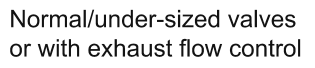 Normal/under-sized valves
or with exhaust flow control